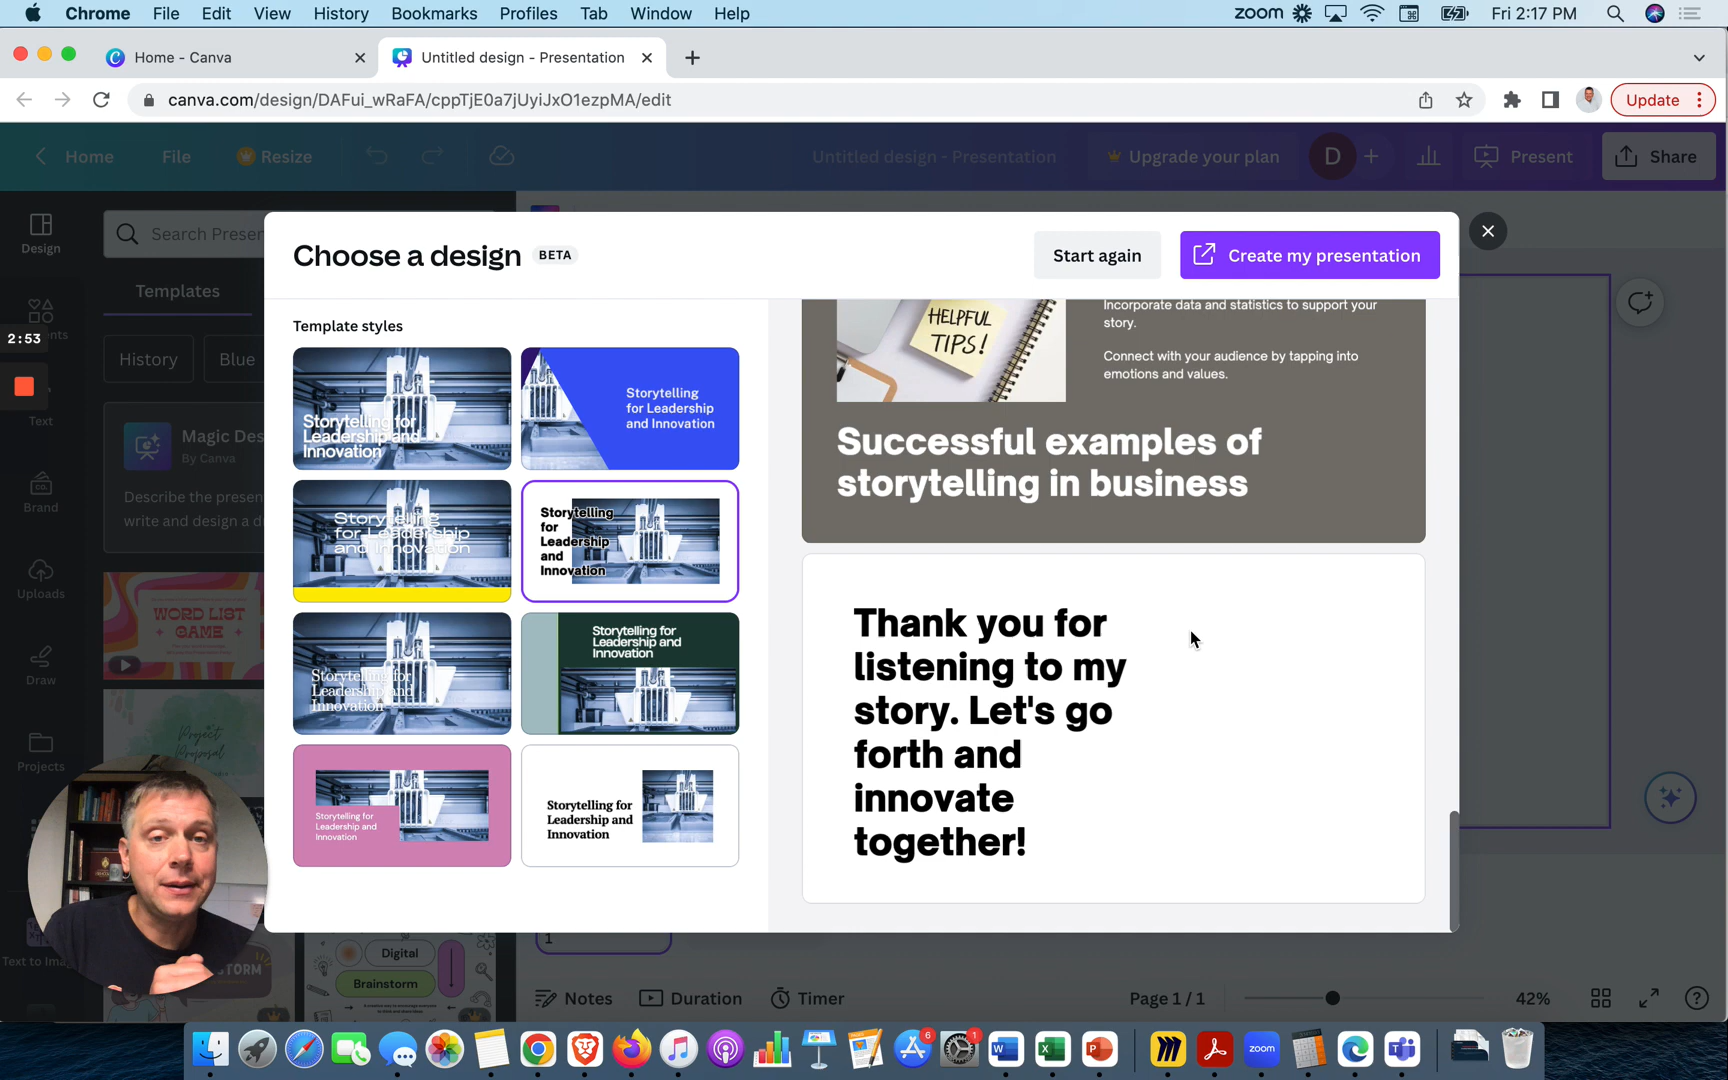 Chrome File Edit View History Bookmarks Profiles Tab Window Help
zoom Fri 2:17 PM
Home - Canva
Untitled design - Presentation
canva.com/design/DAFui_wRaFA/cppTjE0a7jUyiJxO1ezpMA/edit
Update
Home File Resize
Untitled design - Presentation
Upgrade your plan
D
Present
Share
Design
Text
Brand
Uploads
Draw
Projects
2:53
Templates
History
Blue
By Canva
Describe the presen
write and design a d
WORD LIST
GAME
Project
Proposal
Digital
Brainstorm
Choose a design BETA
Start again
Create my presentation
Template styles
Storytelling for
Leadership and
Innovation
Storytelling
for Leadership
and Innovation
Storytelling
for Leadership
and Innovation
Storytelling
for
Leadership
and
Innovation
Storytelling for
Leadership and
Innovation
Storytelling for
Leadership and
Innovation
Storytelling for
Leadership and
Innovation
Storytelling for
Leadership and
Innovation
HELPFUL
TIPS!
Incorporate data and statistics to support your
story.
Connect with your audience by tapping into
emotions and values.
Successful examples of
storytelling in business
Thank you for
listening to my
story. Let's go
forth and
innovate
together!
1
Notes Duration Timer
Page 1 / 1
42%
6
1
zoom